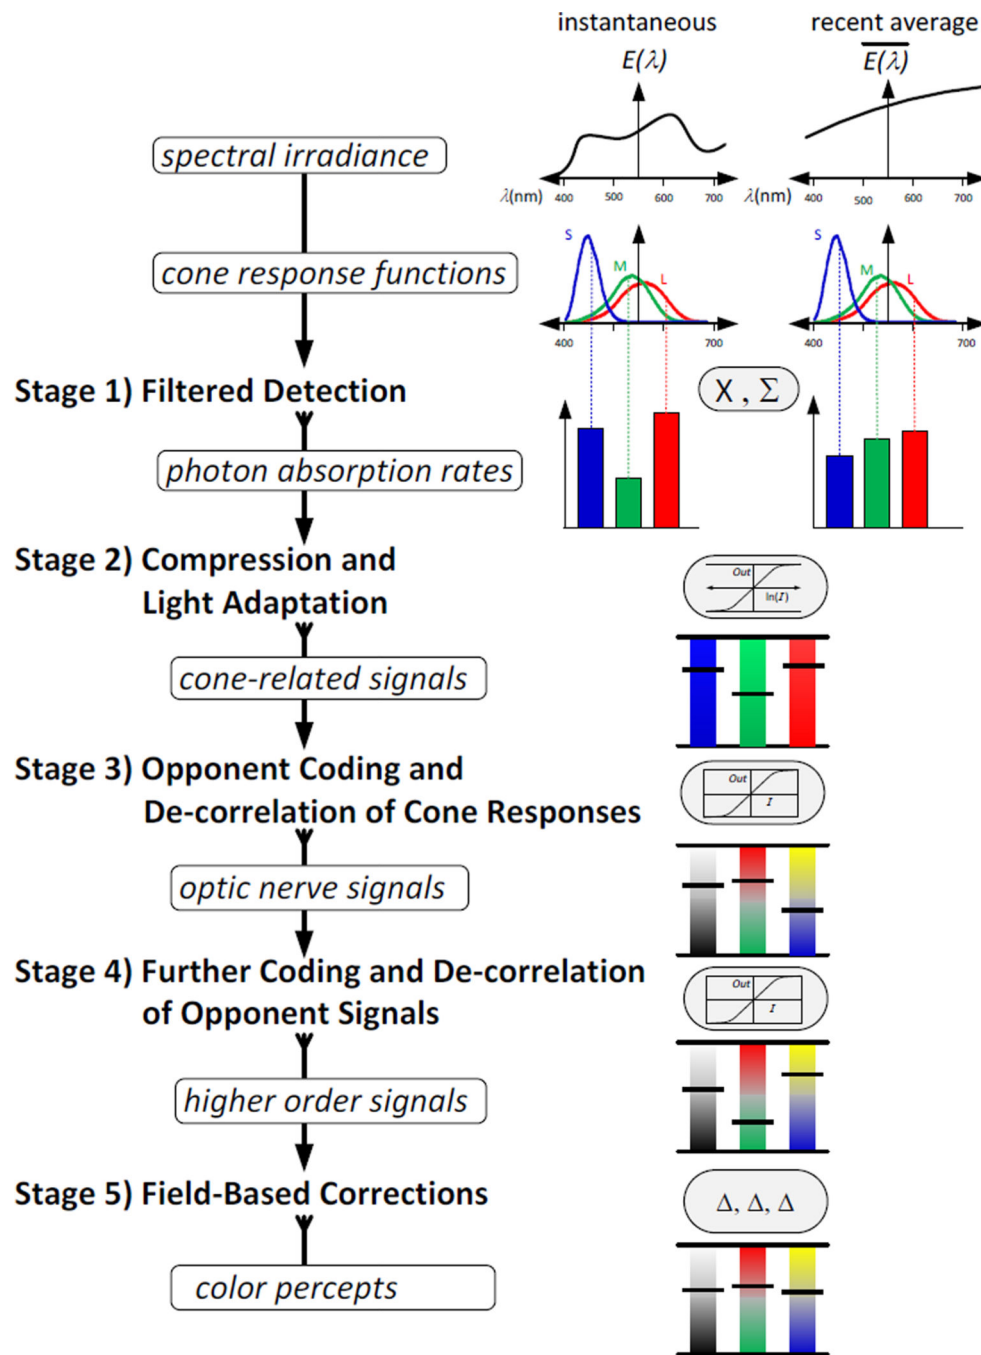 instantaneous recent average
E(λ) E(λ)
spectral irradiance
λ(nm) 400 500 600 700 λ(nm) 400 500 600 700
S M L S M L
cone response functions
400 700 400 700
Stage 1) Filtered Detection
X , Σ
photon absorption rates
Stage 2) Compression and
Light Adaptation
Out
ln(I)
cone-related signals
Stage 3) Opponent Coding and
De-correlation of Cone Responses
Out
I
optic nerve signals
Stage 4) Further Coding and De-correlation
of Opponent Signals
Out
I
higher order signals
Stage 5) Field-Based Corrections
Δ, Δ, Δ
color percepts